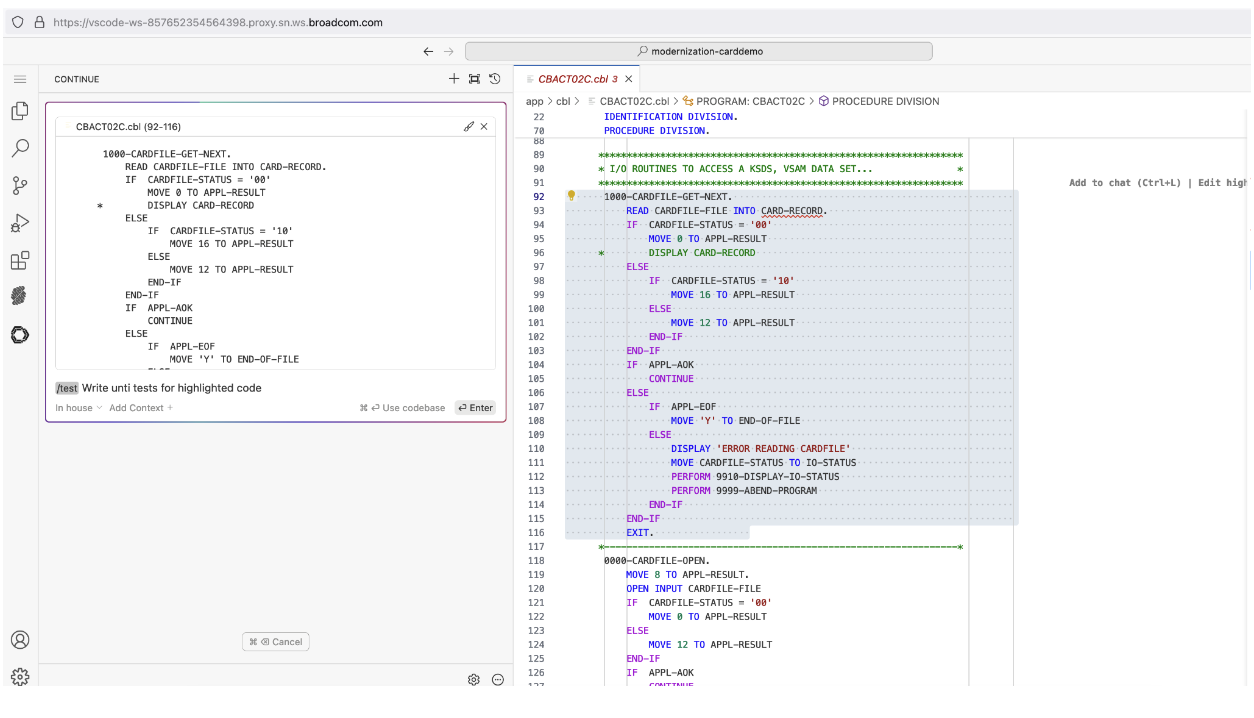 https://vscode-ws-857652354564398.proxy.sn.ws.broadcom.com
modernization-carddemo
CONTINUE
CBACT02C.cbl (92-116)
1000-CARDFILE-GET-NEXT.
READ CARDFILE-FILE INTO CARD-RECORD.
IF  CARDFILE-STATUS = '00'
MOVE 0 TO APPL-RESULT
*       DISPLAY CARD-RECORD
ELSE
IF  CARDFILE-STATUS = '10'
MOVE 16 TO APPL-RESULT
ELSE
MOVE 12 TO APPL-RESULT
END-IF
END-IF
IF  APPL-AOK
CONTINUE
ELSE
IF  APPL-EOF
MOVE 'Y' TO END-OF-FILE
/test Write unti tests for highlighted code
In house Add Context + ⌘ ⏎ Use codebase ⏎ Enter
⌘ ⌫ Cancel
CBACT02C.cbl 3 ×
app > cbl > CBACT02C.cbl > PROGRAM: CBACT02C > PROCEDURE DIVISION
22 IDENTIFICATION DIVISION.
70 PROCEDURE DIVISION.
88
89 *****************************************************************
90 * I/O ROUTINES TO ACCESS A KSDS, VSAM DATA SET...               *
91 *****************************************************************
Add to chat (Ctrl+L) | Edit high
92 1000-CARDFILE-GET-NEXT.
93 READ CARDFILE-FILE INTO CARD-RECORD.
94 IF  CARDFILE-STATUS = '00'
95 MOVE 0 TO APPL-RESULT
96 *       DISPLAY CARD-RECORD
97 ELSE
98 IF  CARDFILE-STATUS = '10'
99 MOVE 16 TO APPL-RESULT
100 ELSE
101 MOVE 12 TO APPL-RESULT
102 END-IF
103 END-IF
104 IF  APPL-AOK
105 CONTINUE
106 ELSE
107 IF  APPL-EOF
108 MOVE 'Y' TO END-OF-FILE
109 ELSE
110 DISPLAY 'ERROR READING CARDFILE'
111 MOVE CARDFILE-STATUS TO IO-STATUS
112 PERFORM 9910-DISPLAY-IO-STATUS
113 PERFORM 9999-ABEND-PROGRAM
114 END-IF
115 END-IF
116 EXIT.
117 *---------------------------------------------------------------*
118 0000-CARDFILE-OPEN.
119 MOVE 8 TO APPL-RESULT.
120 OPEN INPUT CARDFILE-FILE
121 IF  CARDFILE-STATUS = '00'
122 MOVE 0 TO APPL-RESULT
123 ELSE
124 MOVE 12 TO APPL-RESULT
125 END-IF
126 IF  APPL-AOK
127 CONTINUE